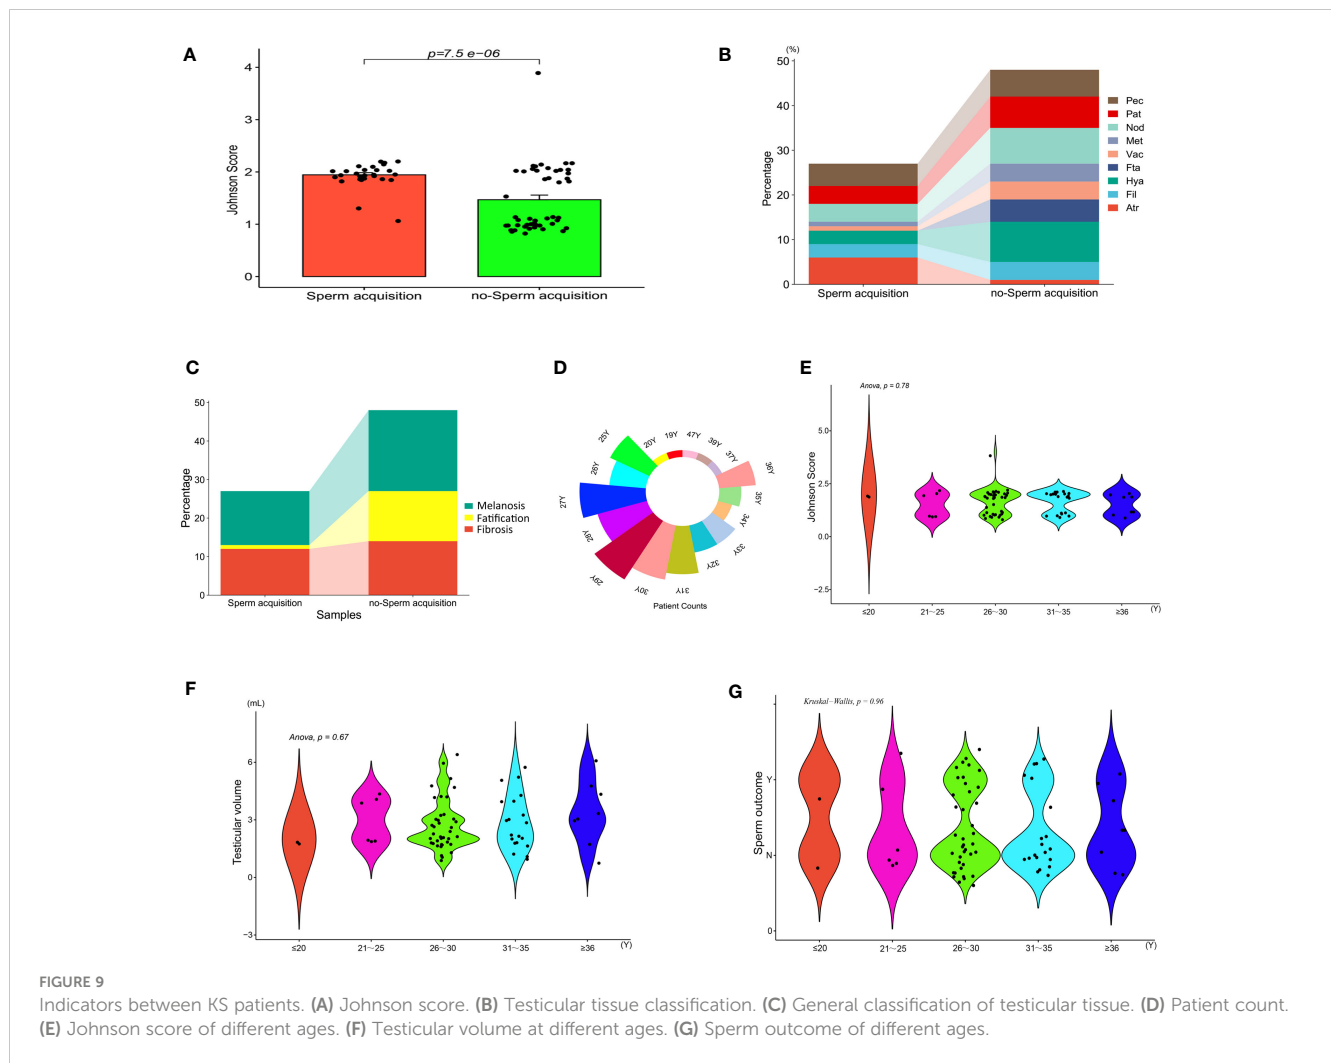 A
p=7.5 e−06
Johnson Score
4
3
2
1
0
Sperm acquisition
no-Sperm acquisition
B
(%)
Percentage
50
40
30
20
10
0
Sperm acquisition
no-Sperm acquisition
Pec
Pat
Nod
Met
Vac
Fta
Hya
Fil
Atr
C
Percentage
50
40
30
20
10
0
Sperm acquisition
no-Sperm acquisition
Samples
Melanosis
Fatification
Fibrosis
D
19Y
47Y
39Y
37Y
36Y
35Y
34Y
33Y
32Y
31Y
30Y
29Y
28Y
27Y
26Y
25Y
20Y
Patient Counts
E
Anova, p = 0.78
Johnson Score
5.0
2.5
0.0
−2.5
≤20
21~25
26~30
31~35
≥36
(Y)
F
(mL)
Anova, p = 0.67
Testicular volume
6
3
0
−3
≤20
21~25
26~30
31~35
≥36
(Y)
G
Kruskal−Wallis, p = 0.96
Sperm outcome
Y
N
0
≤20
21~25
26~30
31~35
≥36
(Y)
FIGURE 9
Indicators between KS patients. (A) Johnson score. (B) Testicular tissue classification. (C) General classification of testicular tissue. (D) Patient count.
(E) Johnson score of different ages. (F) Testicular volume at different ages. (G) Sperm outcome of different ages.